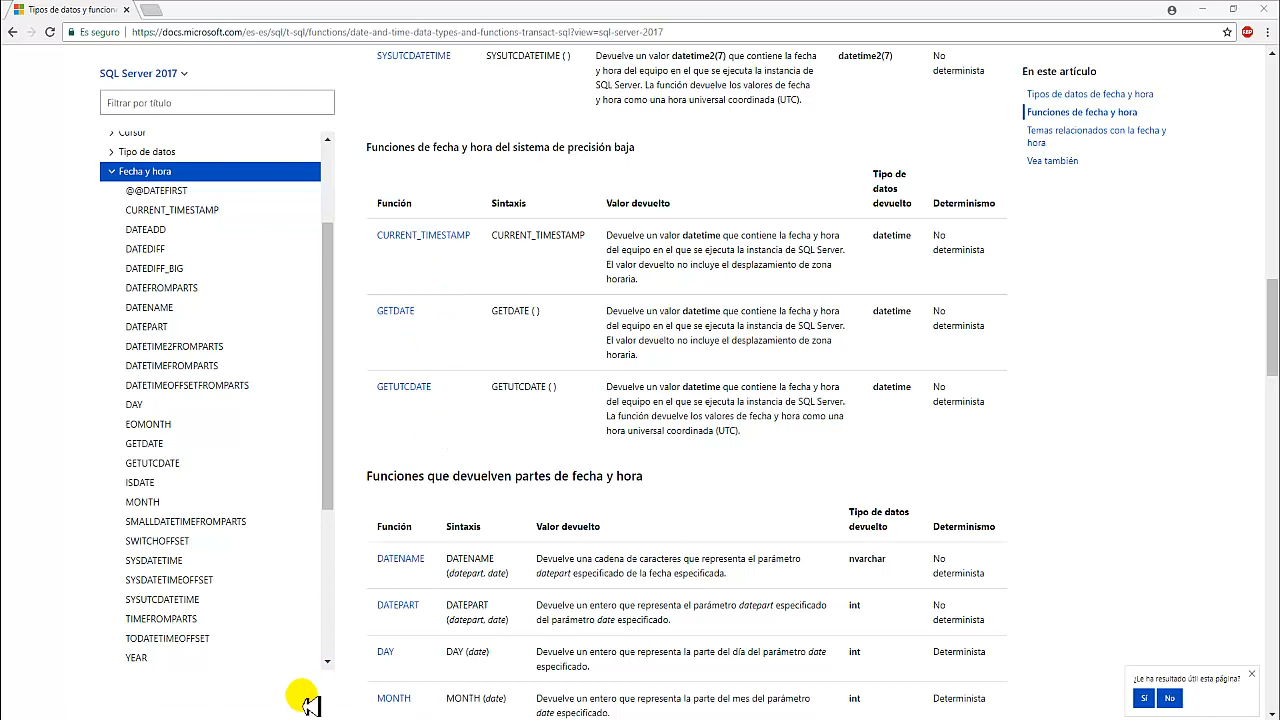 Tipos de datos y funcion
Es seguro
https://docs.microsoft.com/es-es/sql/t-sql/functions/date-and-time-data-types-and-functions-transact-sql?view=sql-server-2017
SQL Server 2017
Filtrar por título
Cursor
Tipo de datos
Fecha y hora
@@DATEFIRST
CURRENT_TIMESTAMP
DATEADD
DATEDIFF
DATEDIFF_BIG
DATEFROMPARTS
DATENAME
DATEPART
DATETIME2FROMPARTS
DATETIMEFROMPARTS
DATETIMEOFFSETFROMPARTS
DAY
EOMONTH
GETDATE
GETUTCDATE
ISDATE
MONTH
SMALLDATETIMEFROMPARTS
SWITCHOFFSET
SYSDATETIME
SYSDATETIMEOFFSET
SYSUTCDATETIME
TIMEFROMPARTS
TODATETIMEOFFSET
YEAR
SYSUTCDATETIME SYSUTCDATETIME ( ) Devuelve un valor datetime2(7) que contiene la fecha datetime2(7) No
y hora del equipo en el que se ejecuta la instancia de determinista
SQL Server. La función devuelve los valores de fecha
y hora como una hora universal coordinada (UTC).
Funciones de fecha y hora del sistema de precisión baja
Tipo de
datos
Función Sintaxis Valor devuelto devuelto Determinismo
CURRENT_TIMESTAMP CURRENT_TIMESTAMP Devuelve un valor datetime que contiene la fecha y hora datetime No
del equipo en el que se ejecuta la instancia de SQL Server. determinista
El valor devuelto no incluye el desplazamiento de zona
horaria.
GETDATE GETDATE ( ) Devuelve un valor datetime que contiene la fecha y hora datetime No
del equipo en el que se ejecuta la instancia de SQL Server. determinista
El valor devuelto no incluye el desplazamiento de zona
horaria.
GETUTCDATE GETUTCDATE ( ) Devuelve un valor datetime que contiene la fecha y hora datetime No
del equipo en el que se ejecuta la instancia de SQL Server. determinista
La función devuelve los valores de fecha y hora como una
hora universal coordinada (UTC).
Funciones que devuelven partes de fecha y hora
Tipo de datos
Función Sintaxis Valor devuelto devuelto Determinismo
DATENAME DATENAME Devuelve una cadena de caracteres que representa el parámetro nvarchar No
(datepart, date) datepart especificado de la fecha especificada. determinista
DATEPART DATEPART Devuelve un entero que representa el parámetro datepart especificado int No
(datepart, date) del parámetro date especificado. determinista
DAY DAY (date) Devuelve un entero que representa la parte del día del parámetro date int Determinista
especificado.
MONTH MONTH (date) Devuelve un entero que representa la parte del mes del parámetro int Determinista
date especificado.
En este artículo
Tipos de datos de fecha y hora
Funciones de fecha y hora
Temas relacionados con la fecha y
hora
Vea también
¿Le ha resultado útil esta página?
Sí No